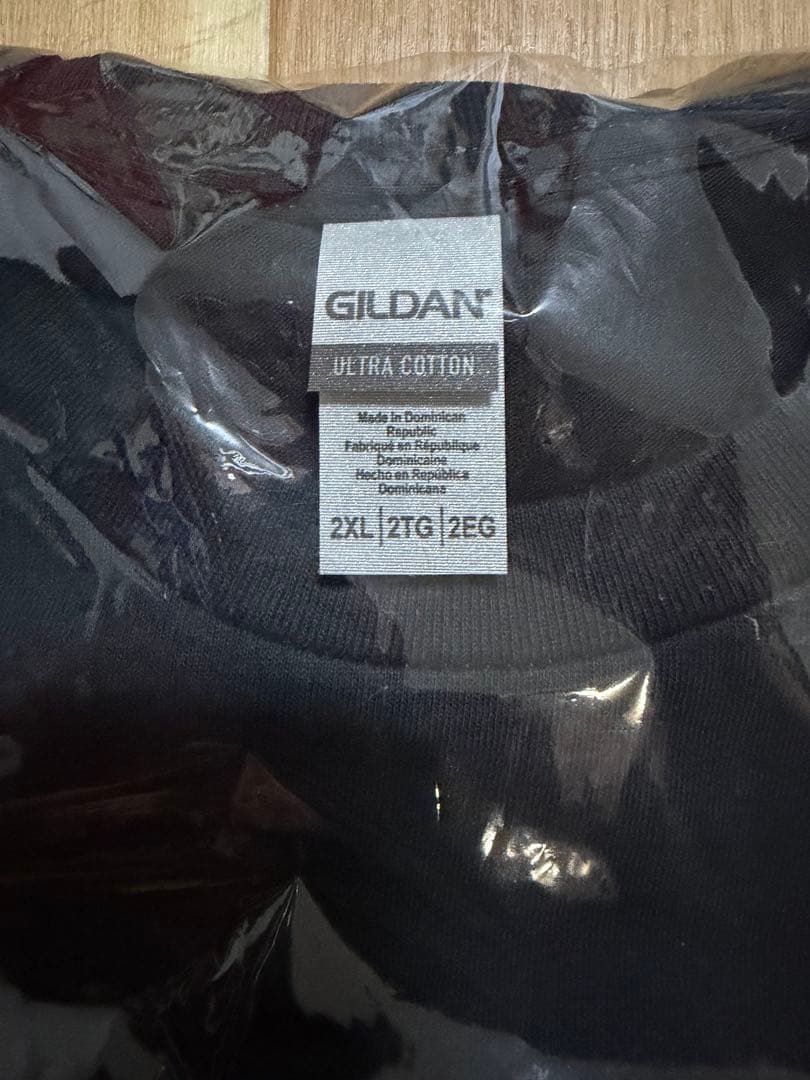 GILDAN
ULTRA COTTON
Made in Dominican
Republic
Fabriqué en République
Dominicaine
Hecho en República
Dominicana
2XL|2TG|2EG